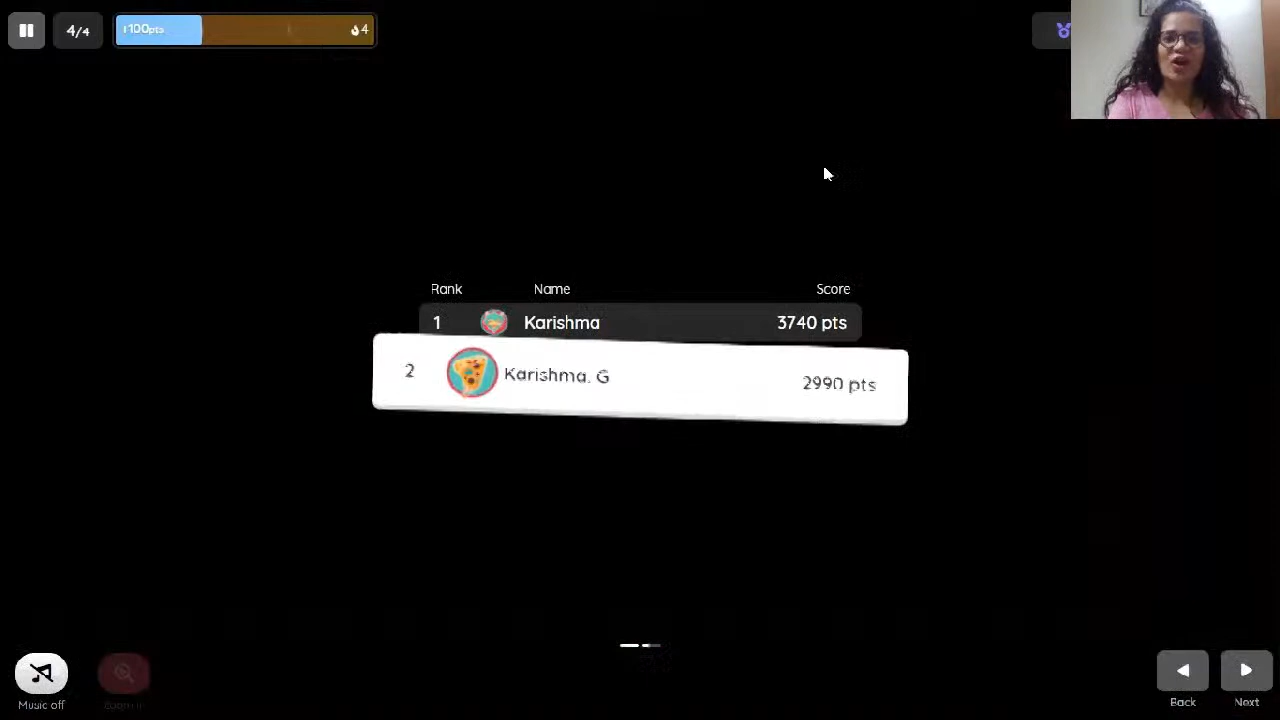 4/4
+100pts
4
Rank Name Score
1 Karishma 3740 pts
2 Karishma. G 2990 pts
Music off
Back
Next